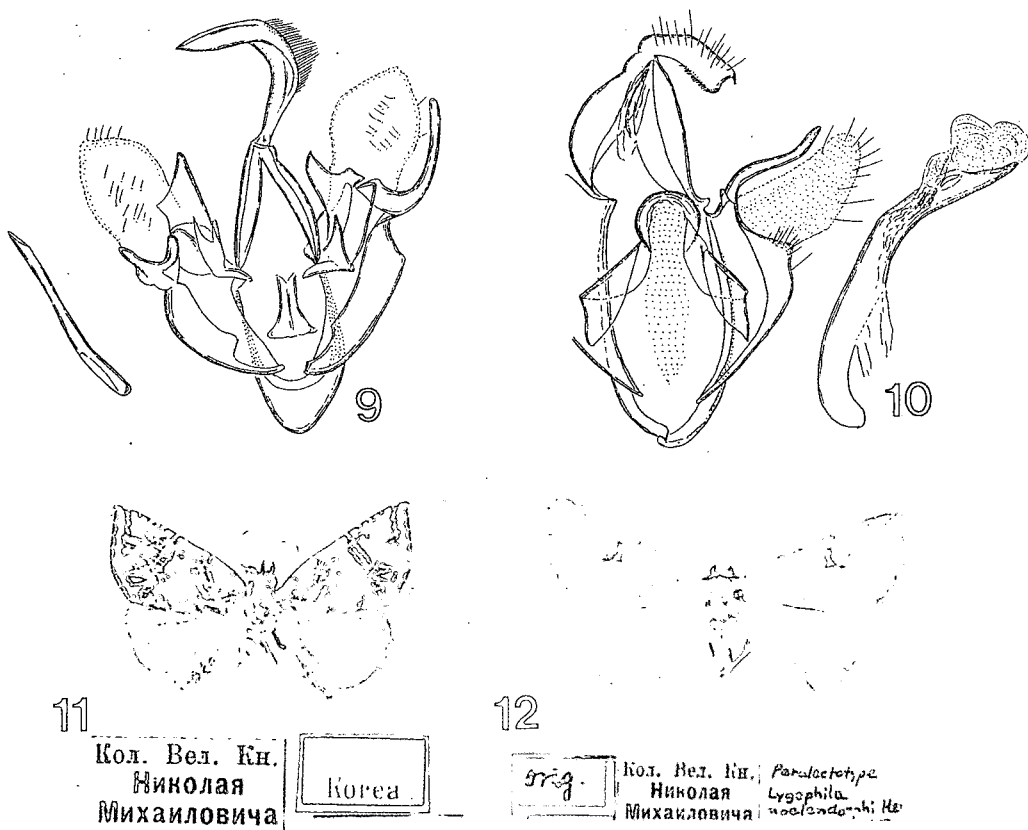 9
10
11
12
Кол. Вел. Кн.
Николая
Михаиловича
Korea
orig.
Кол. Вел. Кн.
Николая
Михаиловича
Paralectotype
Lygophila